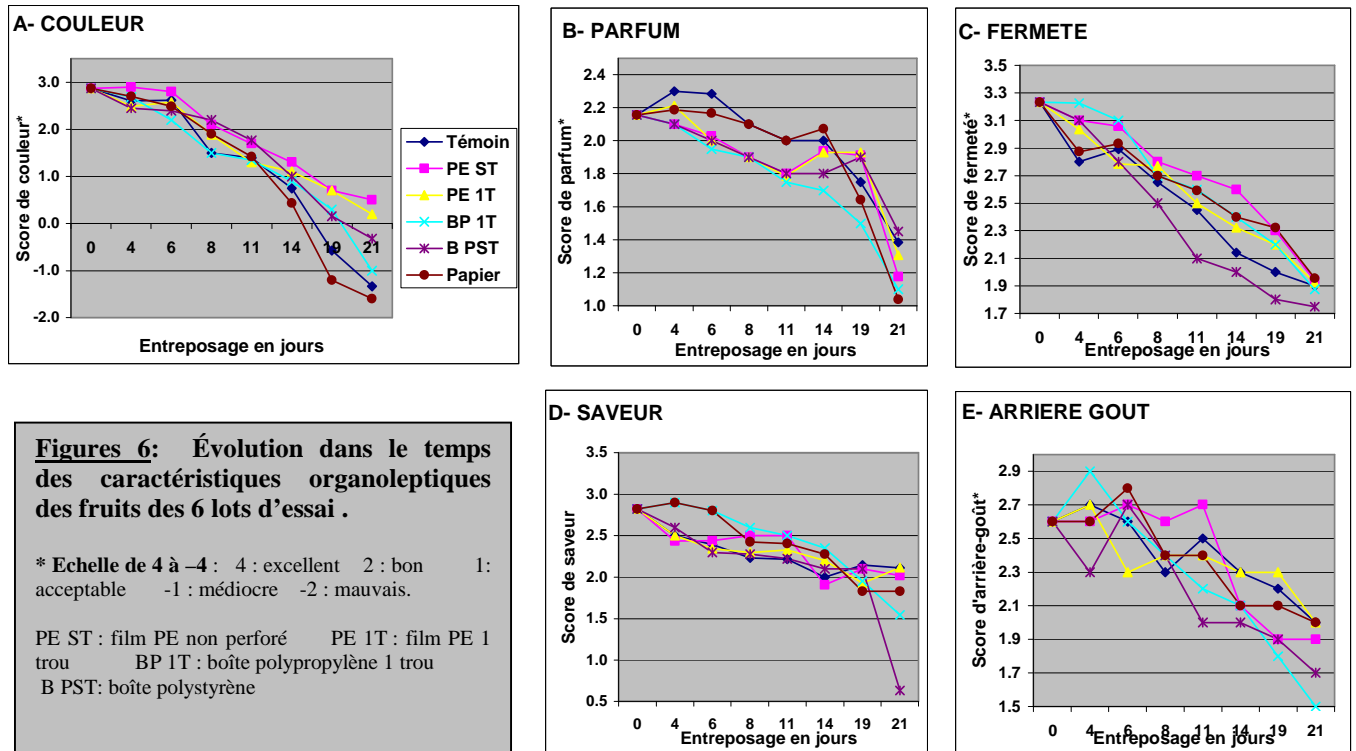 A- COULEUR
Score de couleur*
3.0
2.0
1.0
0.0
-1.0
-2.0
0 4 6 8 11 14 19 21
Entreposage en jours
Témoin
PE ST
PE 1T
BP 1T
B PST
Papier
B- PARFUM
Score de parfum*
2.4
2.2
2.0
1.8
1.6
1.4
1.2
1.0
0 4 6 8 11 14 19 21
Entreposage en jours
C- FERMETE
Score de fermeté*
3.5
3.3
3.1
2.9
2.7
2.5
2.3
2.1
1.9
1.7
0 4 6 8 11 14 19 21
Entreposage en jours
Figures 6: Évolution dans le temps
des caractéristiques organoleptiques
des fruits des 6 lots d’essai .
* Echelle de 4 à –4 : 4 : excellent 2 : bon 1:
acceptable -1 : médiocre -2 : mauvais.
PE ST : film PE non perforé PE 1T : film PE 1
trou BP 1T : boîte polypropylène 1 trou
B PST: boîte polystyrène
D- SAVEUR
Score de saveur
3.5
3.0
2.5
2.0
1.5
1.0
0.5
0 4 6 8 11 14 19 21
Entreposage en jours
E- ARRIERE GOUT
Score d'arrière-goût*
2.9
2.7
2.5
2.3
2.1
1.9
1.7
1.5
0 4 6 8 11 14 19 21
Entreposage en jours